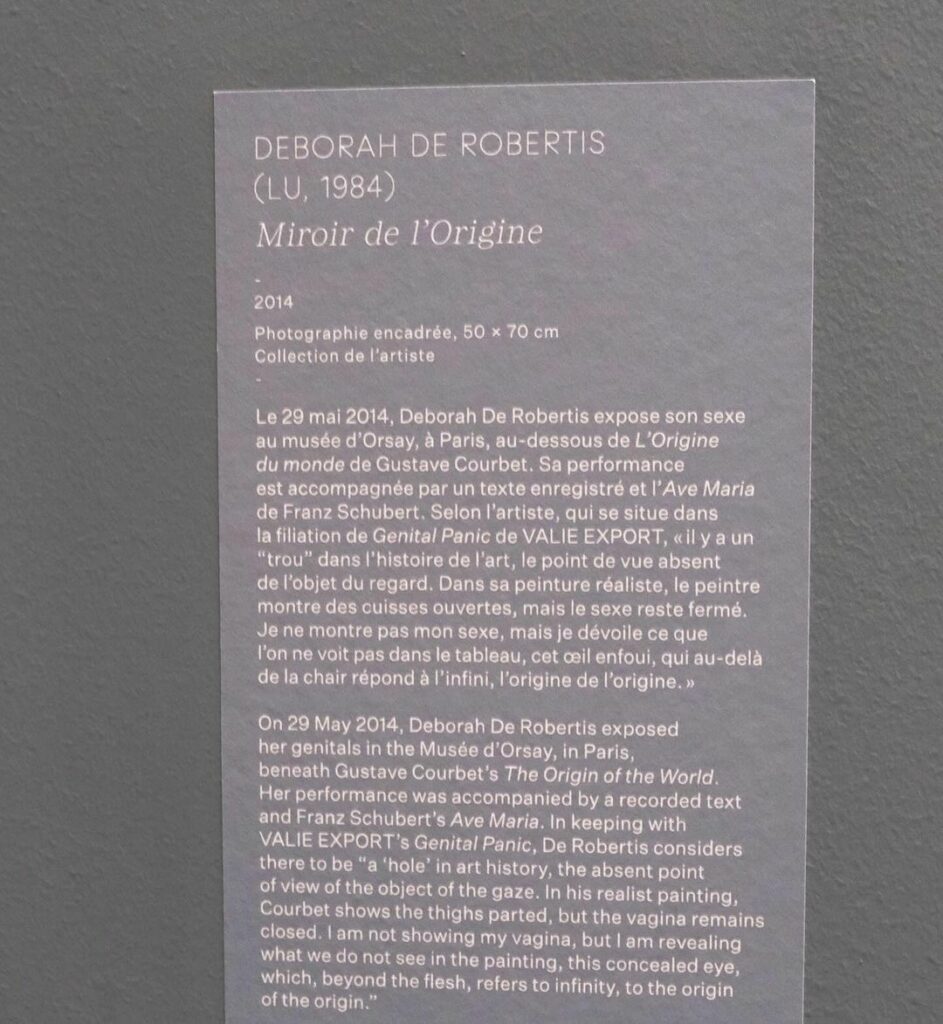 DEBORAH DE ROBERTIS
(LU, 1984)
Miroir de l'Origine
-
2014
Photographie encadrée, 50 × 70 cm
Collection de l'artiste
-
Le 29 mai 2014, Deborah De Robertis expose son sexe
au musée d'Orsay, à Paris, au-dessous de L'Origine
du monde de Gustave Courbet. Sa performance
est accompagnée par un texte enregistré et l'Ave Maria
de Franz Schubert. Selon l'artiste, qui se situe dans
la filiation de Genital Panic de VALIE EXPORT, « il y a un
“trou” dans l'histoire de l'art, le point de vue absent
de l'objet du regard. Dans sa peinture réaliste, le peintre
montre des cuisses ouvertes, mais le sexe reste fermé.
Je ne montre pas mon sexe, mais je dévoile ce que
l'on ne voit pas dans le tableau, cet œil enfoui, qui au-delà
de la chair répond à l'infini, l'origine de l'origine. »
On 29 May 2014, Deborah De Robertis exposed
her genitals in the Musée d'Orsay, in Paris,
beneath Gustave Courbet's The Origin of the World.
Her performance was accompanied by a recorded text
and Franz Schubert's Ave Maria. In keeping with
VALIE EXPORT's Genital Panic, De Robertis considers
there to be “a ‘hole’ in art history, the absent point
of view of the object of the gaze. In his realist painting,
Courbet shows the thighs parted, but the vagina remains
closed. I am not showing my vagina, but I am revealing
what we do not see in the painting, this concealed eye,
which, beyond the flesh, refers to infinity, to the origin
of the origin.”